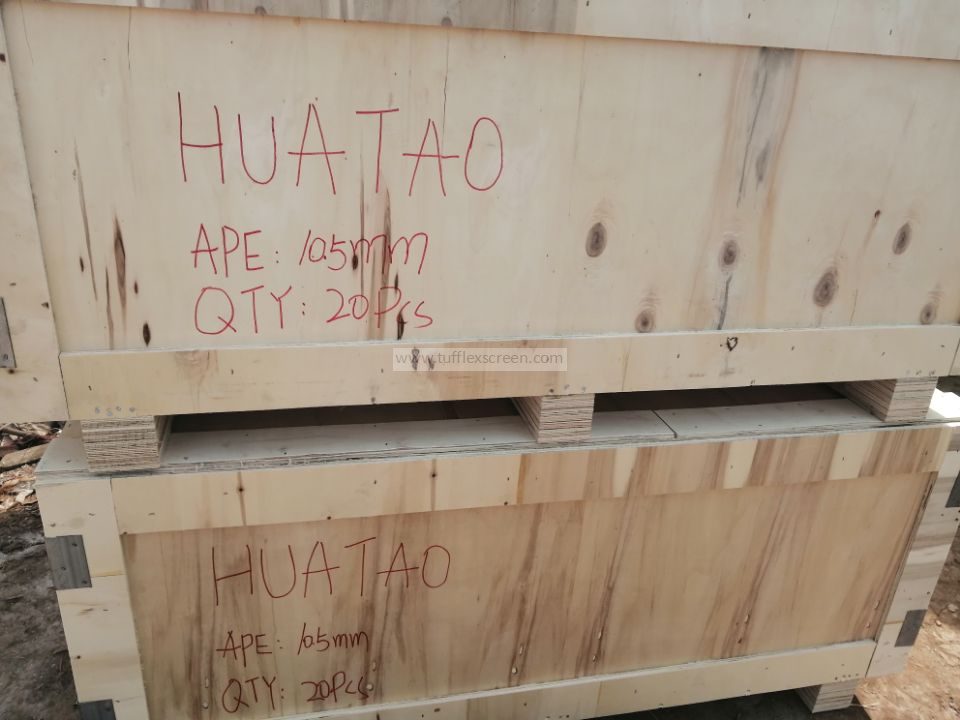 HUATAO
APE: 10.5mm
QTY: 20Pcs
www.tufflexscreen.com
HUATAO
APE: 10.5mm
QTY: 20Pcs